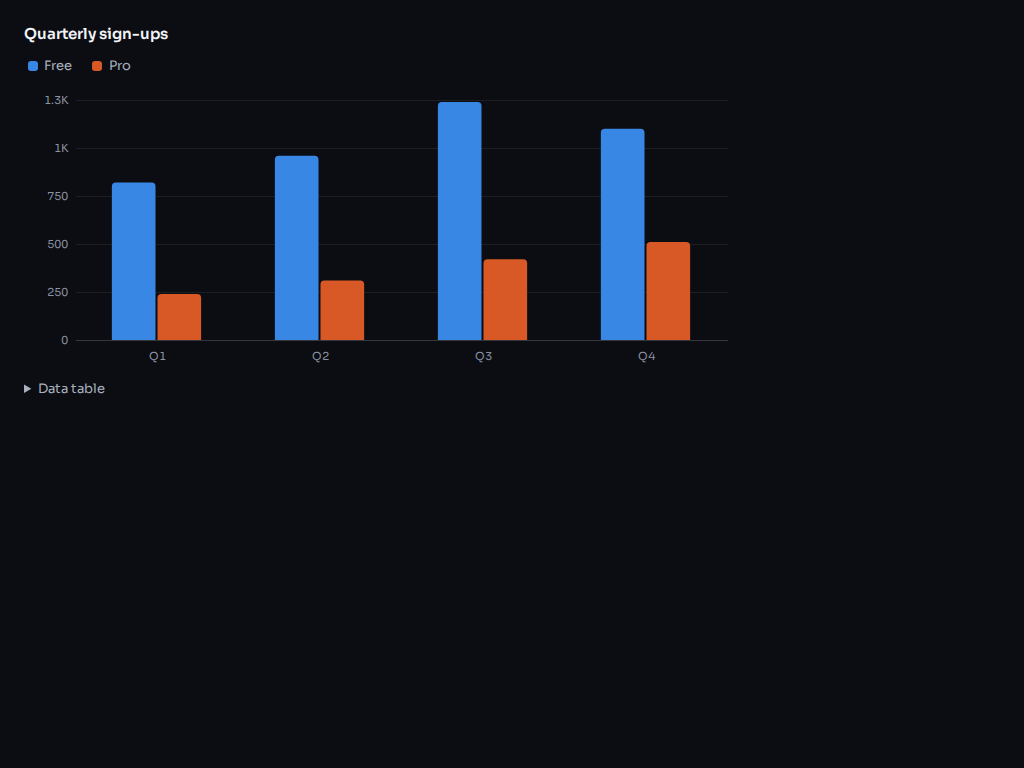 Quarterly sign-ups
Free Pro
1.3K
1K
750
500
250
0
Q1 Q2 Q3 Q4
Data table